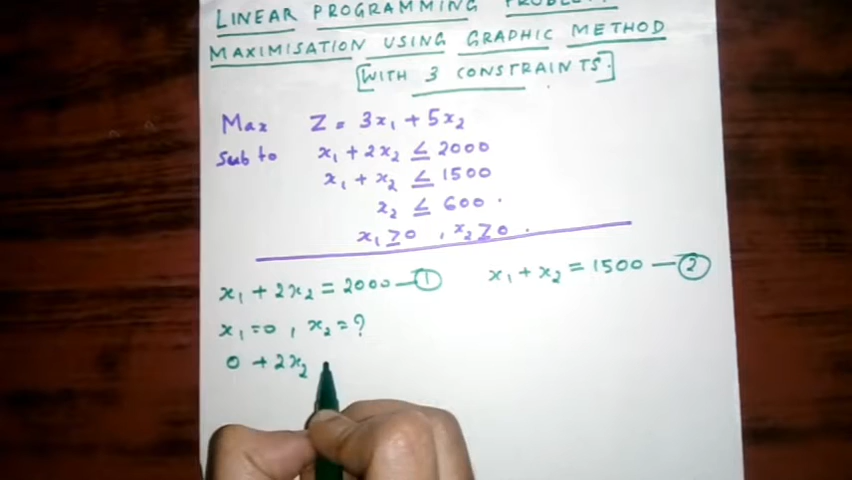 LINEAR PROGRAMMING
MAXIMISATION USING GRAPHIC METHOD
[WITH 3 CONSTRAINTS].
Max Z = 3x₁ + 5x₂
Sub to x₁ + 2x₂ ≤ 2000
x₁ + x₂ ≤ 1500
x₂ ≤ 600.
x₁ ≥ 0, x₂ ≥ 0.
x₁ + 2x₂ = 2000 — ①
x₁ + x₂ = 1500 — ②
x₁ = 0, x₂ = ?
0 + 2x₂